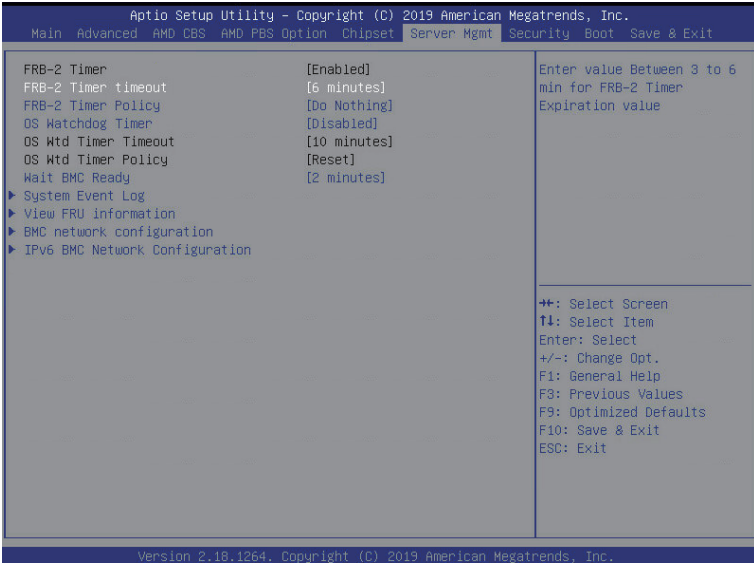 Aptio Setup Utility - Copyright (C) 2019 American Megatrends, Inc.
Main Advanced AMD CBS AMD PBS Option Chipset Server Mgmt Security Boot Save & Exit
FRB-2 Timer [Enabled]
FRB-2 Timer timeout [6 minutes]
FRB-2 Timer Policy [Do Nothing]
OS Watchdog Timer [Disabled]
OS Wtd Timer Timeout [10 minutes]
OS Wtd Timer Policy [Reset]
Wait BMC Ready [2 minutes]
System Event Log
View FRU information
BMC network configuration
IPv6 BMC Network Configuration
Enter value Between 3 to 6
min for FRB-2 Timer
Expiration value
→←: Select Screen
↑↓: Select Item
Enter: Select
+/-: Change Opt.
F1: General Help
F3: Previous Values
F9: Optimized Defaults
F10: Save & Exit
ESC: Exit
Version 2.18.1264. Copyright (C) 2019 American Megatrends, Inc.